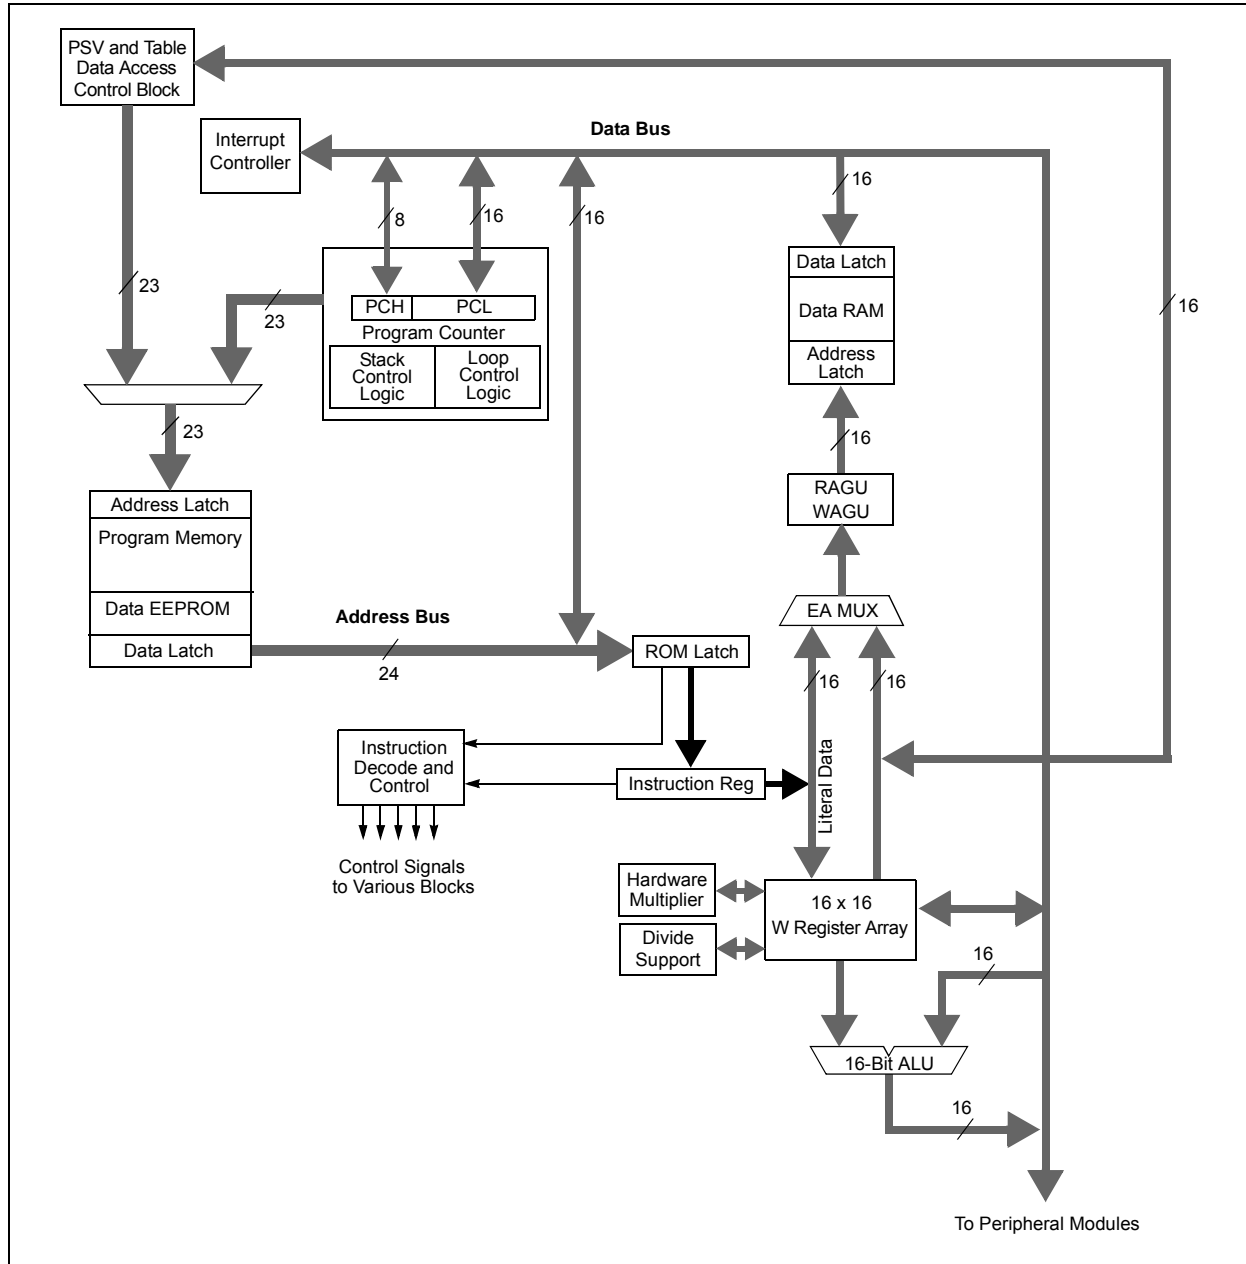 PSV and Table
Data Access
Control Block
Data Bus
Interrupt
Controller
16
8
16
16
16
23
23
Data Latch
Data RAM
Address
Latch
PCH
PCL
Program Counter
Stack
Control
Logic
Loop
Control
Logic
23
16
RAGU
WAGU
Address Latch
Program Memory
Data EEPROM
Data Latch
Address Bus
24
EA MUX
ROM Latch
16
16
Instruction
Decode and
Control
Instruction Reg
Literal Data
Control Signals
to Various Blocks
Hardware
Multiplier
16 x 16
W Register Array
Divide
Support
16
16-Bit ALU
16
To Peripheral Modules